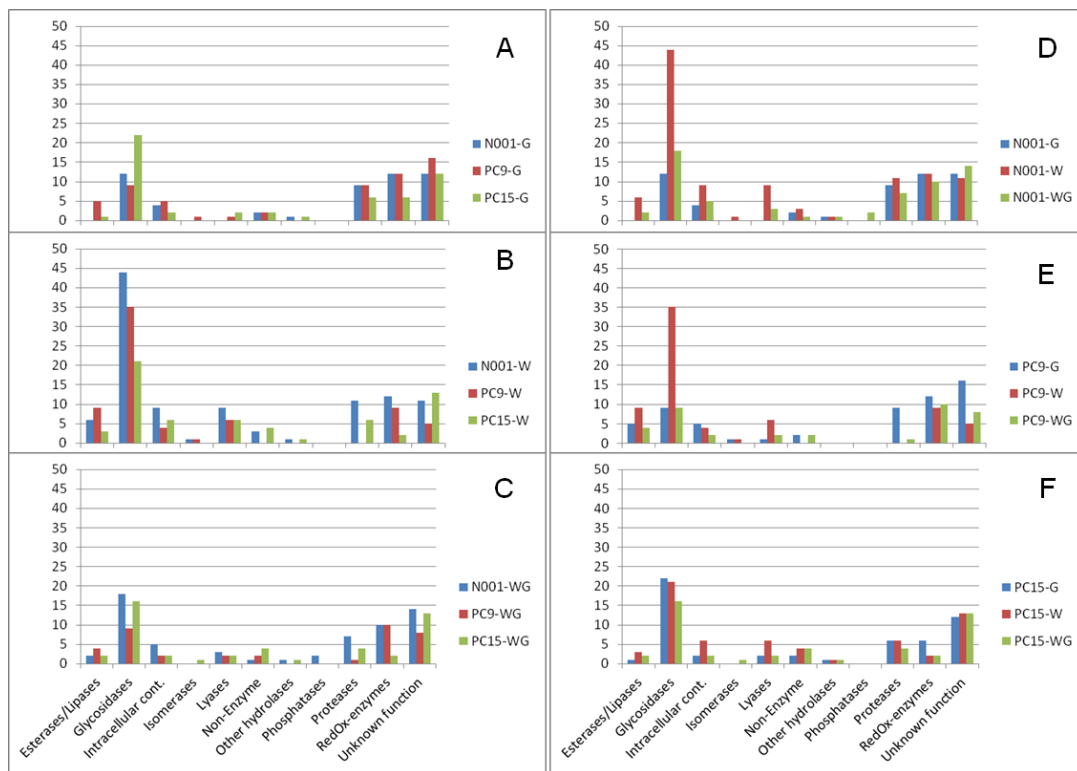 50
45
40
35
30
25
20
15
10
5
0
A
N001-G
PC9-G
PC15-G
50
45
40
35
30
25
20
15
10
5
0
D
N001-G
N001-W
N001-WG
50
45
40
35
30
25
20
15
10
5
0
B
N001-W
PC9-W
PC15-W
50
45
40
35
30
25
20
15
10
5
0
E
PC9-G
PC9-W
PC9-WG
50
45
40
35
30
25
20
15
10
5
0
C
N001-WG
PC9-WG
PC15-WG
Esterases/Lipases
Glycosidases
Intracellular cont.
Isomerases
Lyases
Non-Enzyme
Other hydrolases
Phosphatases
Proteases
RedOx-enzymes
Unknown function
50
45
40
35
30
25
20
15
10
5
0
F
PC15-G
PC15-W
PC15-WG
Esterases/Lipases
Glycosidases
Intracellular cont.
Isomerases
Lyases
Non-Enzyme
Other hydrolases
Phosphatases
Proteases
RedOx-enzymes
Unknown function